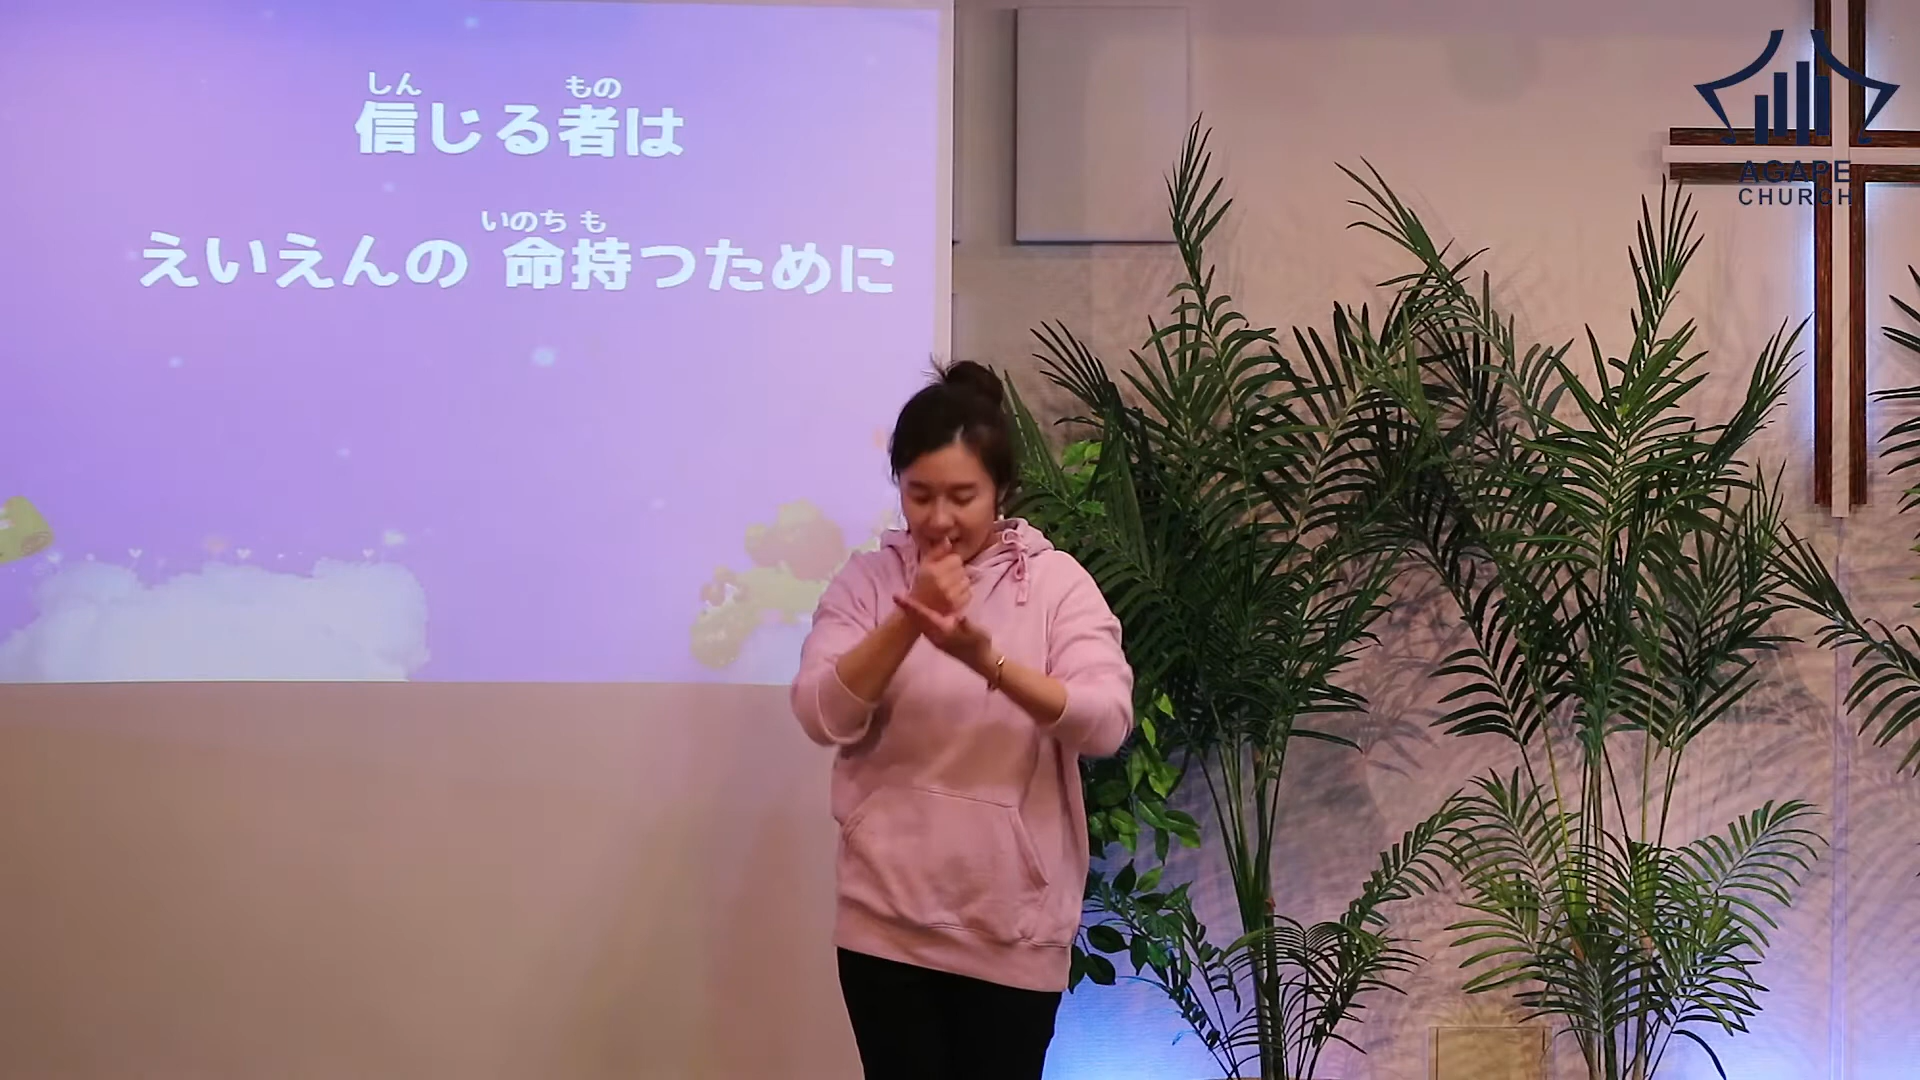 しん もの
信じる者は
いのち も
えいえんの 命持つために
AGAPE
CHURCH